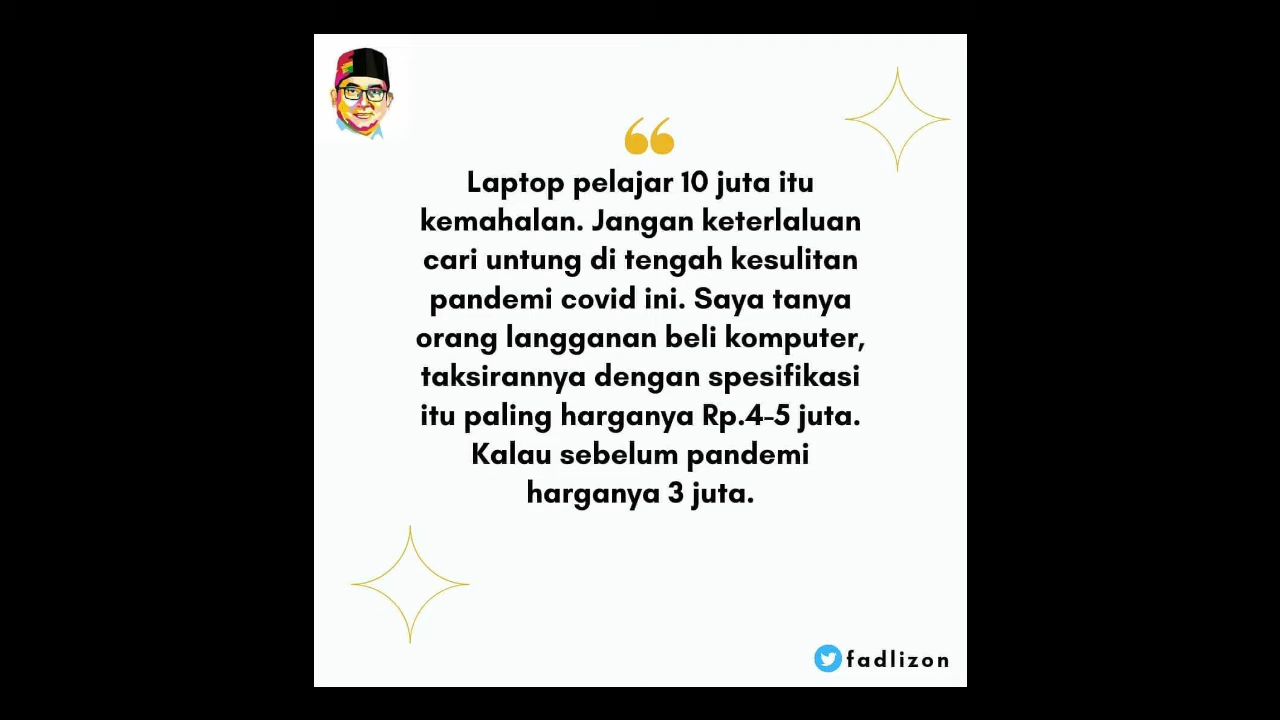 Laptop pelajar 10 juta itu
kemahalan. Jangan keterlaluan
cari untung di tengah kesulitan
pandemi covid ini. Saya tanya
orang langganan beli komputer,
taksirannya dengan spesifikasi
itu paling harganya Rp.4-5 juta.
Kalau sebelum pandemi
harganya 3 juta.
fadlizon